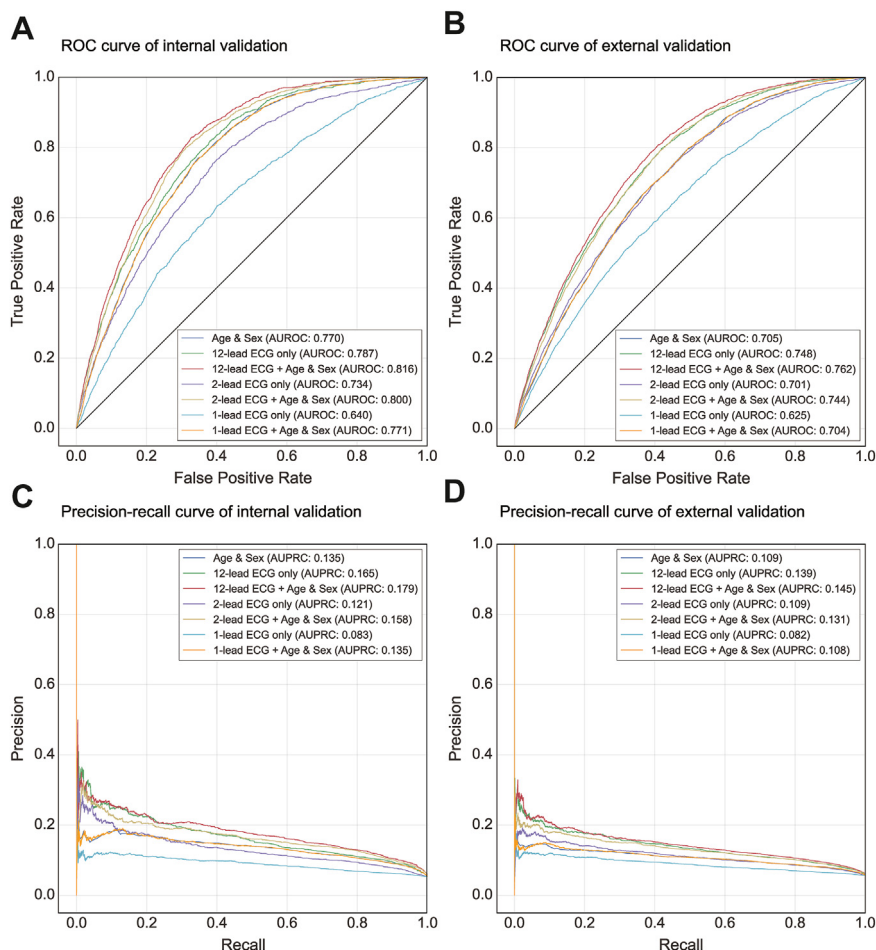 A
ROC curve of internal validation
1.0
0.8
0.6
0.4
0.2
0.0
True Positive Rate
Age & Sex (AUROC: 0.770)
12-lead ECG only (AUROC: 0.787)
12-lead ECG + Age & Sex (AUROC: 0.816)
2-lead ECG only (AUROC: 0.734)
2-lead ECG + Age & Sex (AUROC: 0.800)
1-lead ECG only (AUROC: 0.640)
1-lead ECG + Age & Sex (AUROC: 0.771)
0.0 0.2 0.4 0.6 0.8 1.0
False Positive Rate
B
ROC curve of external validation
1.0
0.8
0.6
0.4
0.2
0.0
True Positive Rate
Age & Sex (AUROC: 0.705)
12-lead ECG only (AUROC: 0.748)
12-lead ECG + Age & Sex (AUROC: 0.762)
2-lead ECG only (AUROC: 0.701)
2-lead ECG + Age & Sex (AUROC: 0.744)
1-lead ECG only (AUROC: 0.625)
1-lead ECG + Age & Sex (AUROC: 0.704)
0.0 0.2 0.4 0.6 0.8 1.0
False Positive Rate
C
Precision-recall curve of internal validation
1.0
0.8
0.6
0.4
0.2
0.0
Precision
Age & Sex (AUPRC: 0.135)
12-lead ECG only (AUPRC: 0.165)
12-lead ECG + Age & Sex (AUPRC: 0.179)
2-lead ECG only (AUPRC: 0.121)
2-lead ECG + Age & Sex (AUPRC: 0.158)
1-lead ECG only (AUPRC: 0.083)
1-lead ECG + Age & Sex (AUPRC: 0.135)
0.0 0.2 0.4 0.6 0.8 1.0
Recall
D
Precision-recall curve of external validation
1.0
0.8
0.6
0.4
0.2
0.0
Precision
Age & Sex (AUPRC: 0.109)
12-lead ECG only (AUPRC: 0.139)
12-lead ECG + Age & Sex (AUPRC: 0.145)
2-lead ECG only (AUPRC: 0.109)
2-lead ECG + Age & Sex (AUPRC: 0.131)
1-lead ECG only (AUPRC: 0.082)
1-lead ECG + Age & Sex (AUPRC: 0.108)
0.0 0.2 0.4 0.6 0.8 1.0
Recall